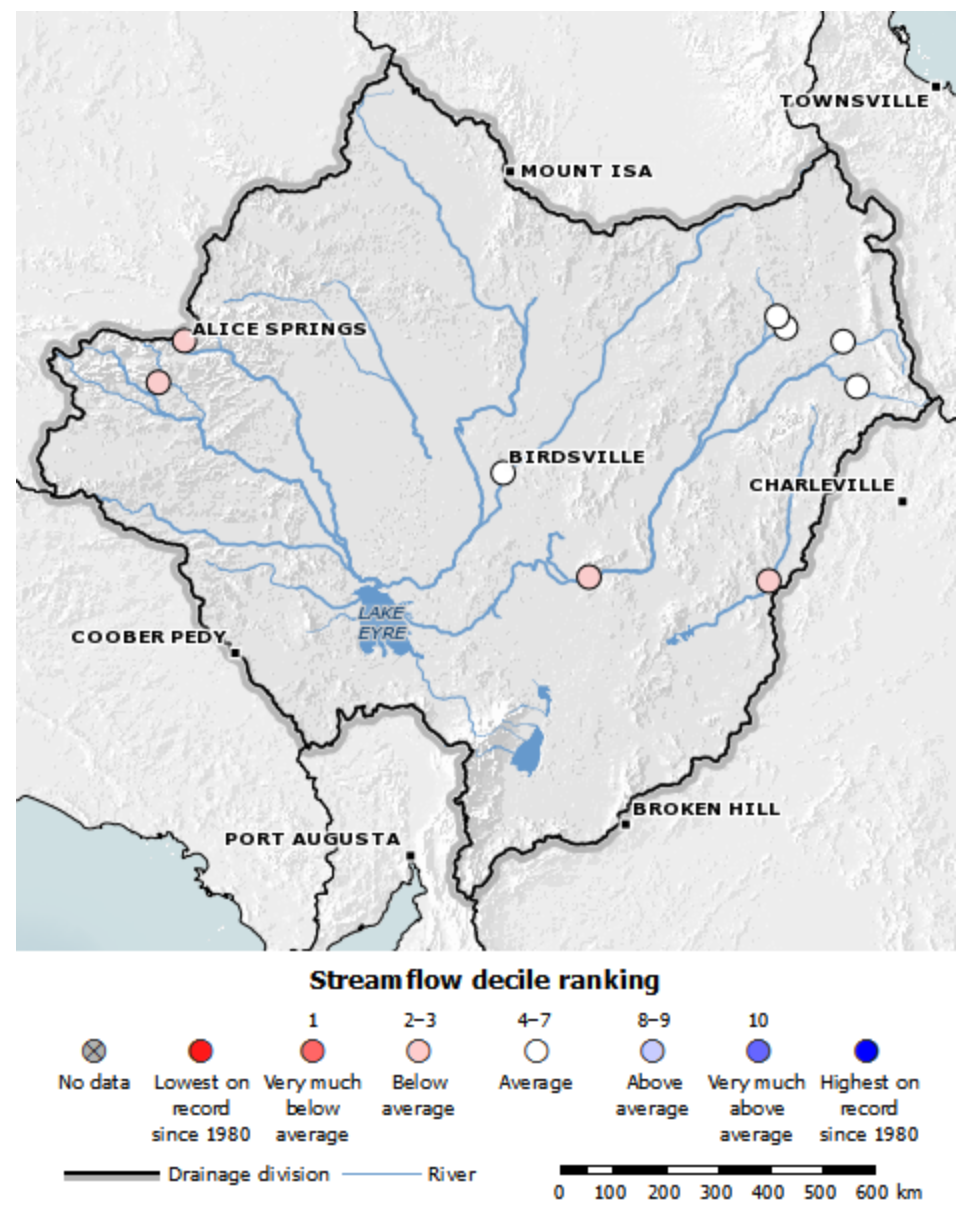 TOWNSVILLE
MOUNT ISA
ALICE SPRINGS
BIRDSVILLE
CHARLEVILLE
LAKE
EYRE
COOBER PEDY
BROKEN HILL
PORT AUGUSTA
Streamflow decile ranking
1 2–3 4–7 8–9 10
No data Lowest on Very much Below Average Above Very much Highest on
record below average average above record
since 1980 average average since 1980
Drainage division River
0 100 200 300 400 500 600 km